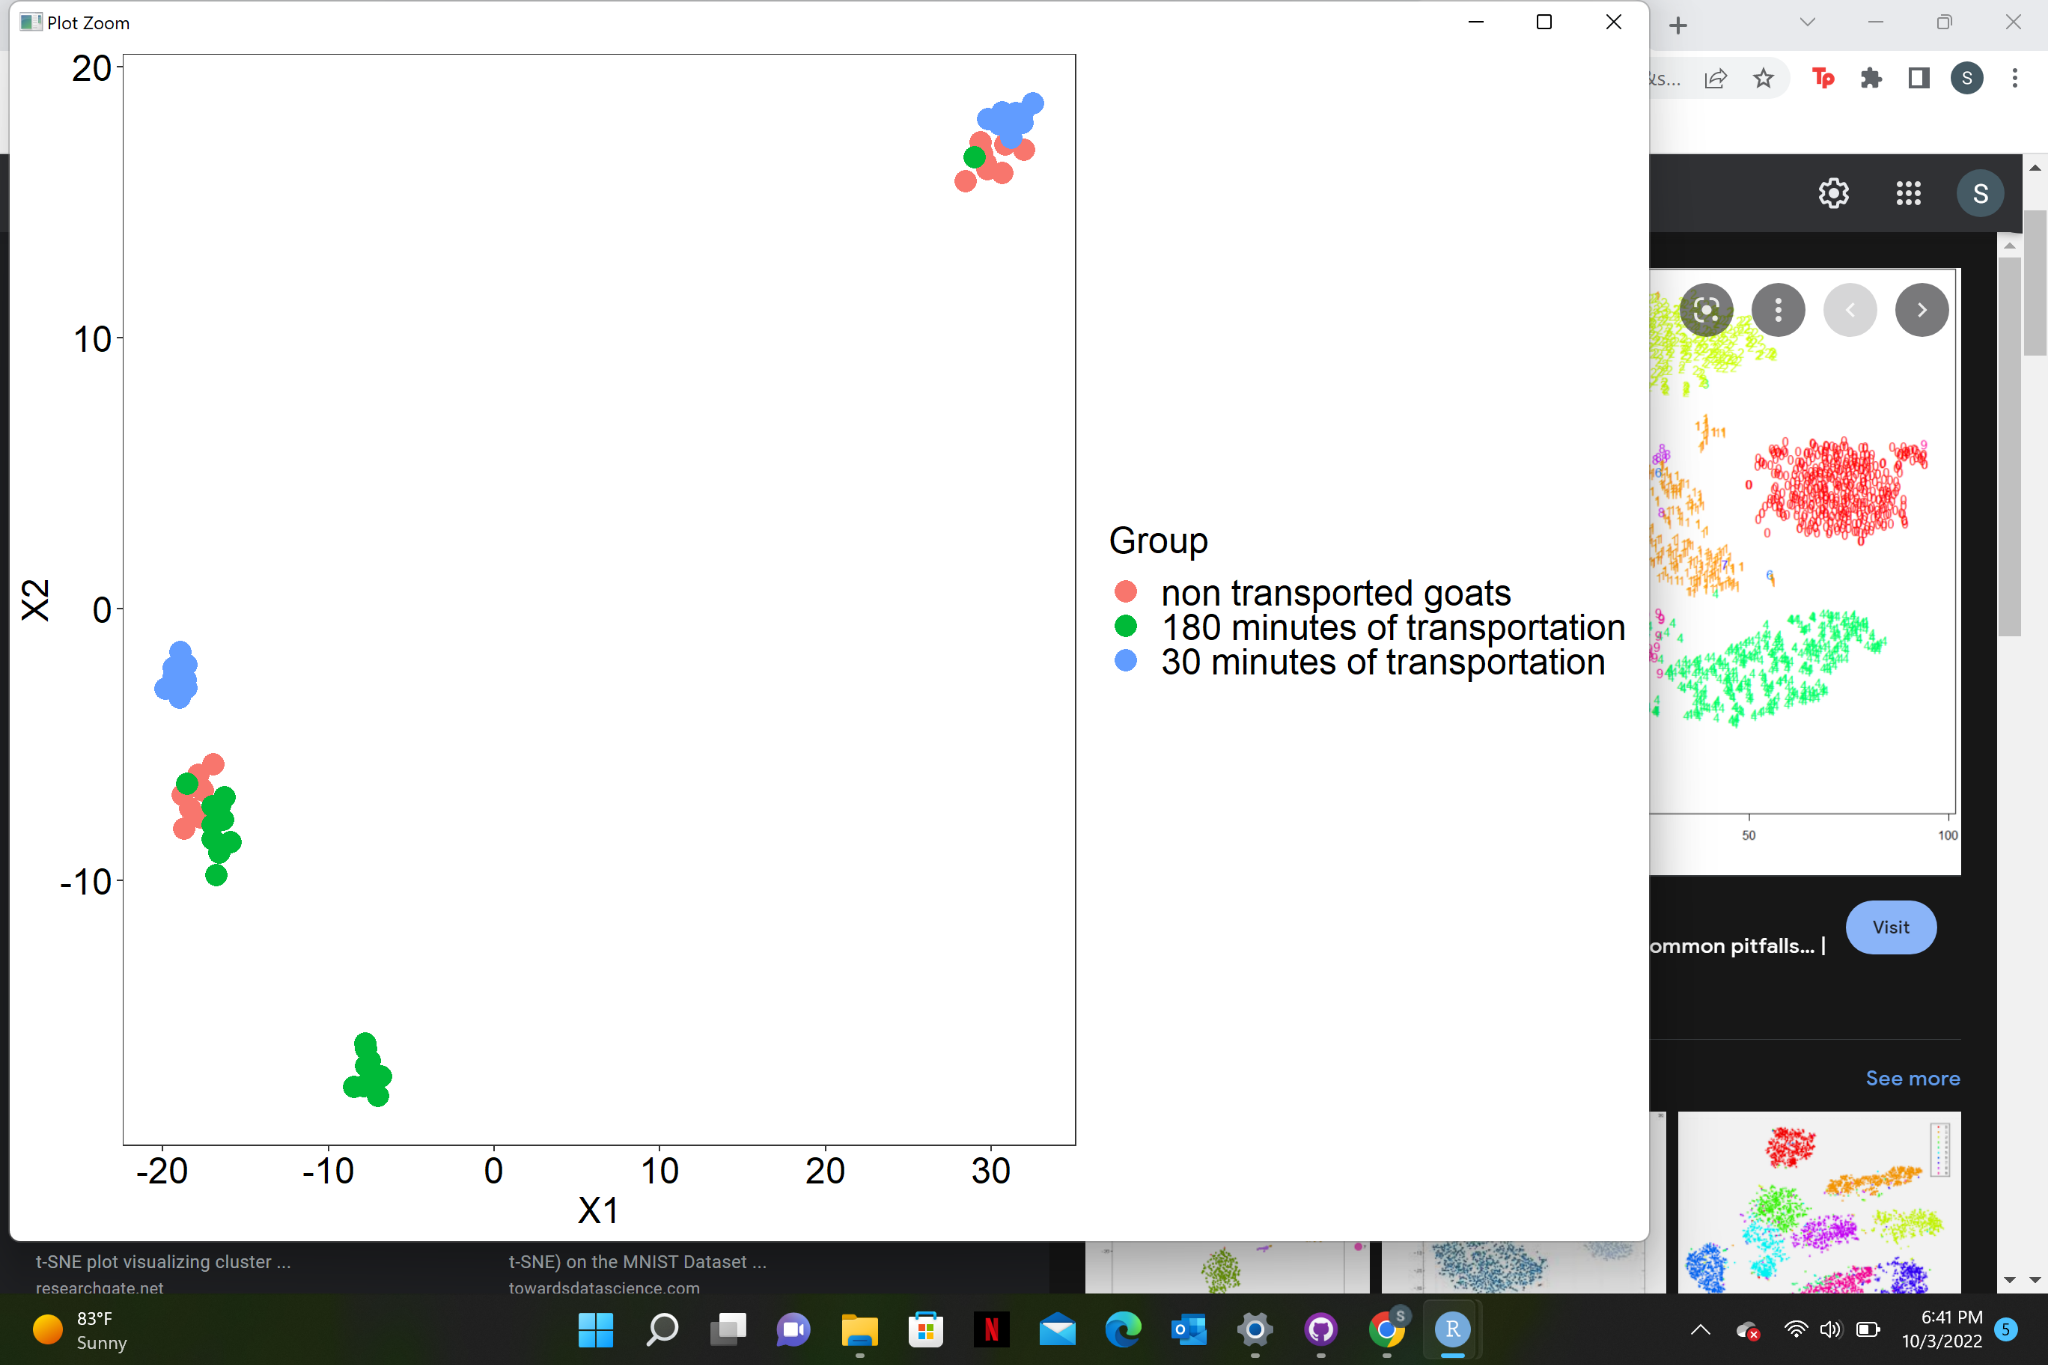 Plot Zoom
20
10
0
-10
X2
-20
-10
0
10
20
30
X1
Group
non transported goats
180 minutes of transportation
30 minutes of transportation
&s...
Tp
S
S
50
100
ommon pitfalls... |
Visit
See more
t-SNE plot visualizing cluster ...
researchgate.net
t-SNE) on the MNIST Dataset ...
towardsdatascience.com
83°F
Sunny
N
S
R
6:41 PM
10/3/2022
5